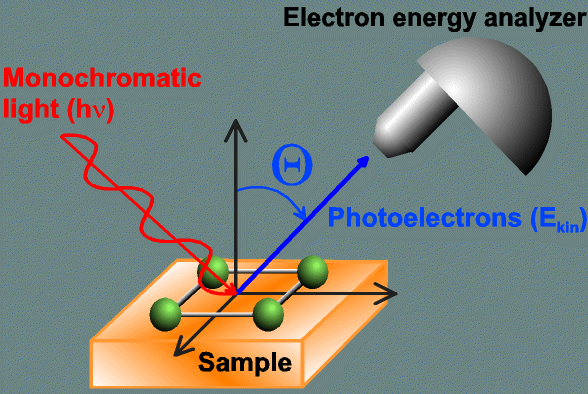 Electron energy analyzer
Monochromatic
light (hν)
Θ
Photoelectrons (Ekin)
Sample